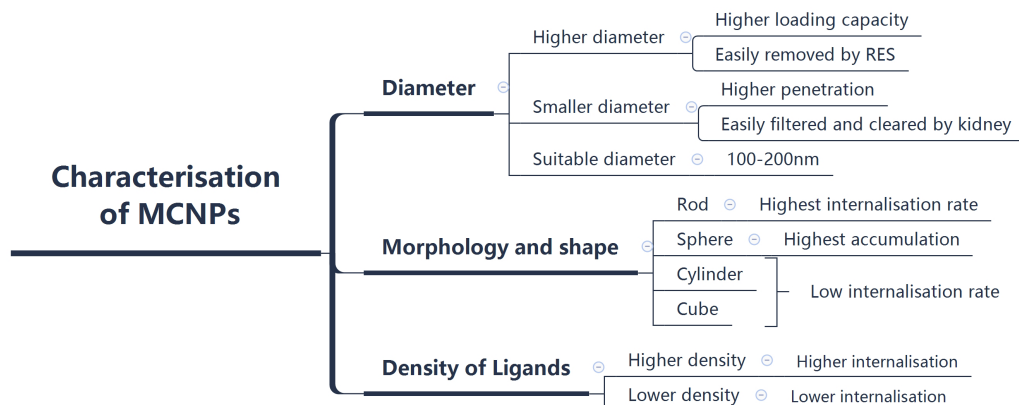 Characterisation
of MCNPs
Diameter
Higher diameter
Higher loading capacity
Easily removed by RES
Smaller diameter
Higher penetration
Easily filtered and cleared by kidney
Suitable diameter
100-200nm
Morphology and shape
Rod
Highest internalisation rate
Sphere
Highest accumulation
Cylinder
Cube
Low internalisation rate
Density of Ligands
Higher density
Higher internalisation
Lower density
Lower internalisation